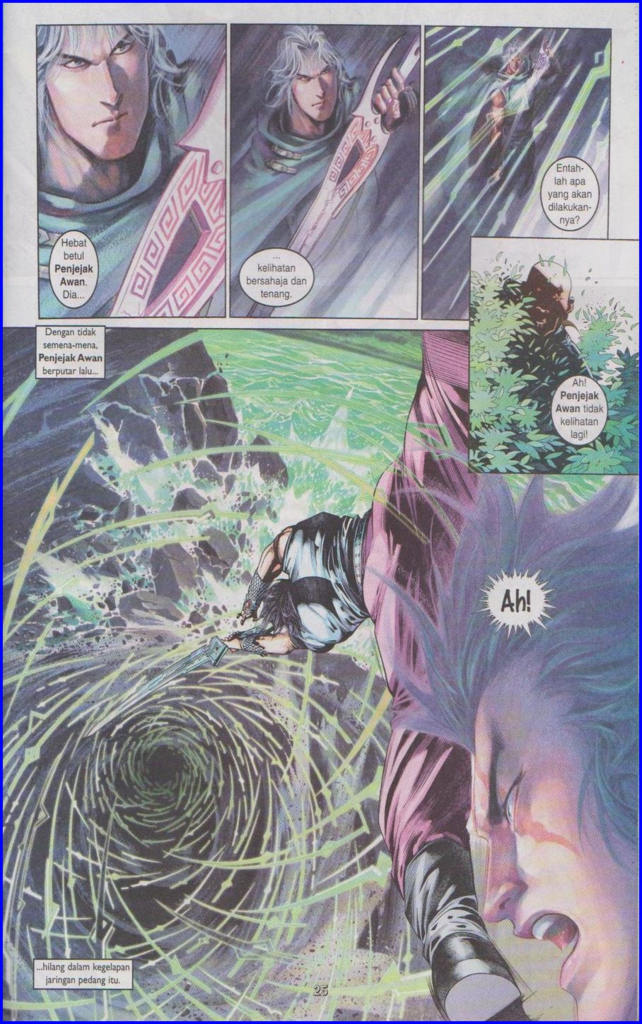 Hebat
betul
Penjejak
Awan.
Dia...
...
kelihatan
bersahaja dan
tenang.
Entah-
lah apa
yang akan
dilakukan-
nya?
Ah!
Penjejak
Awan tidak
kelihatan
lagi!
Dengan tidak
semena-mena,
Penjejak Awan
berputar lalu...
Ah!
...hilang dalam kegelapan
jaringan pedang itu.
25